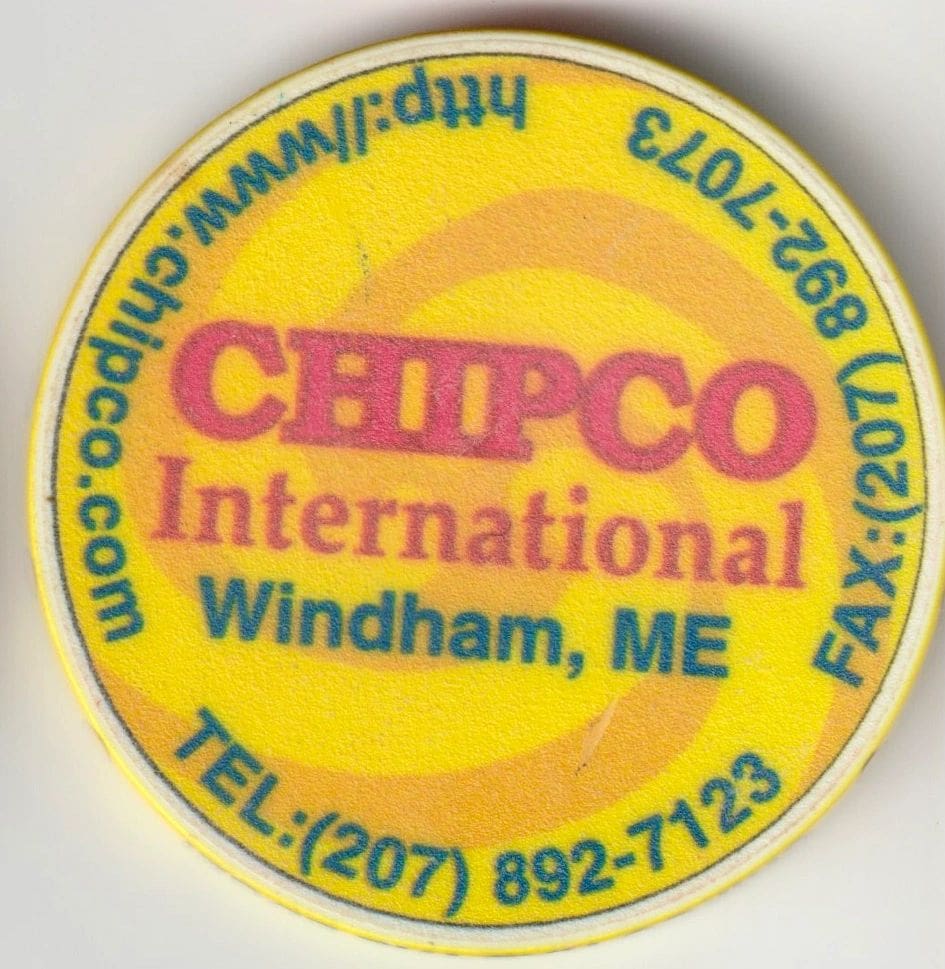 CHIPCO
International
Windham, ME
TEL:(207) 892-7123
FAX:(207) 892-7073
http://www.chipco.com